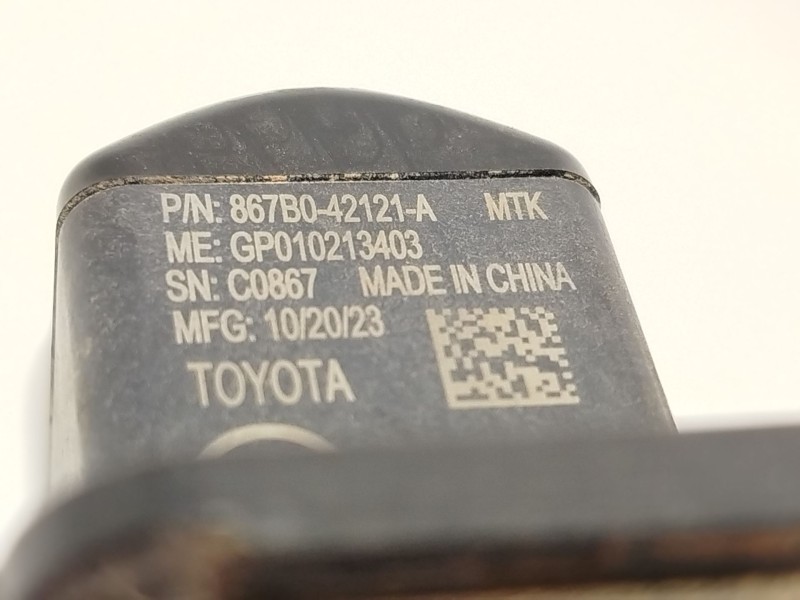 P/N: 867B0-42121-A MTK
ME: GP010213403
SN: C0867 MADE IN CHINA
MFG: 10/20/23
TOYOTA